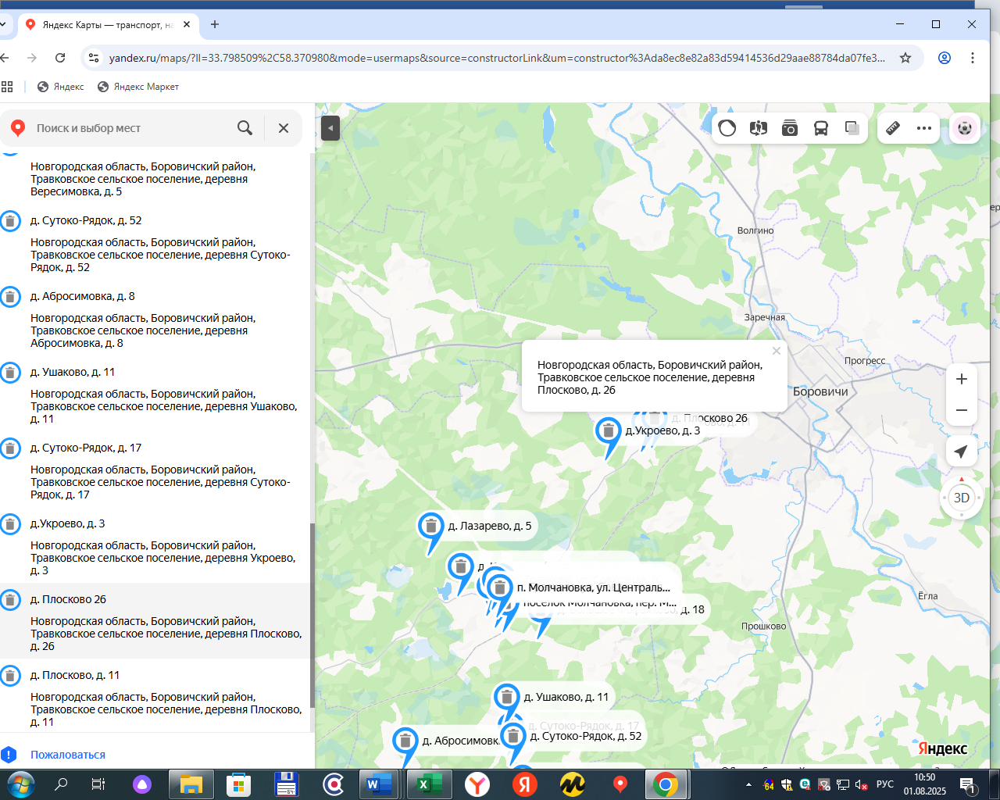 Яндекс Карты — транспорт, на
yandex.ru/maps/?ll=33.798509%2C58.370980&mode=usermaps&source=constructorLink&um=constructor%3Ada8ec8e82a83d59414536d29aae88784da07fe3...
Яндекс
Яндекс Маркет
Поиск и выбор мест
Новгородская область, Боровичский район,
Травковское сельское поселение, деревня
Вересимовка, д. 5
д. Сутоко-Рядок, д. 52
Новгородская область, Боровичский район,
Травковское сельское поселение, деревня Сутоко-
Рядок, д. 52
д. Абросимовка, д. 8
Новгородская область, Боровичский район,
Травковское сельское поселение, деревня
Абросимовка, д. 8
д. Ушаково, д. 11
Новгородская область, Боровичский район,
Травковское сельское поселение, деревня Ушаково,
д. 11
д. Сутоко-Рядок, д. 17
Новгородская область, Боровичский район,
Травковское сельское поселение, деревня Сутоко-
Рядок, д. 17
д.Укроево, д. 3
Новгородская область, Боровичский район,
Травковское сельское поселение, деревня Укроево,
д. 3
д. Плосково 26
Новгородская область, Боровичский район,
Травковское сельское поселение, деревня Плосково,
д. 26
д. Плосково, д. 11
Новгородская область, Боровичский район,
Травковское сельское поселение, деревня Плосково,
д. 11
Пожаловаться
Волгино
Заречная
Прогресс
Боровичи
Новгородская область, Боровичский район,
Травковское сельское поселение, деревня
Плосково, д. 26
д. Плосково 26
д.Укроево, д. 3
3D
д. Лазарево, д. 5
п. Молчановка, ул. Централь...
поселок Молчановка, пер. М...
д. 18
Ёгла
Прошково
д. Ушаково, д. 11
д. Сутоко-Рядок, д. 17
д. Сутоко-Рядок, д. 52
д. Абросимовк
Яндекс
64
РУС
10:50
01.08.2025
1